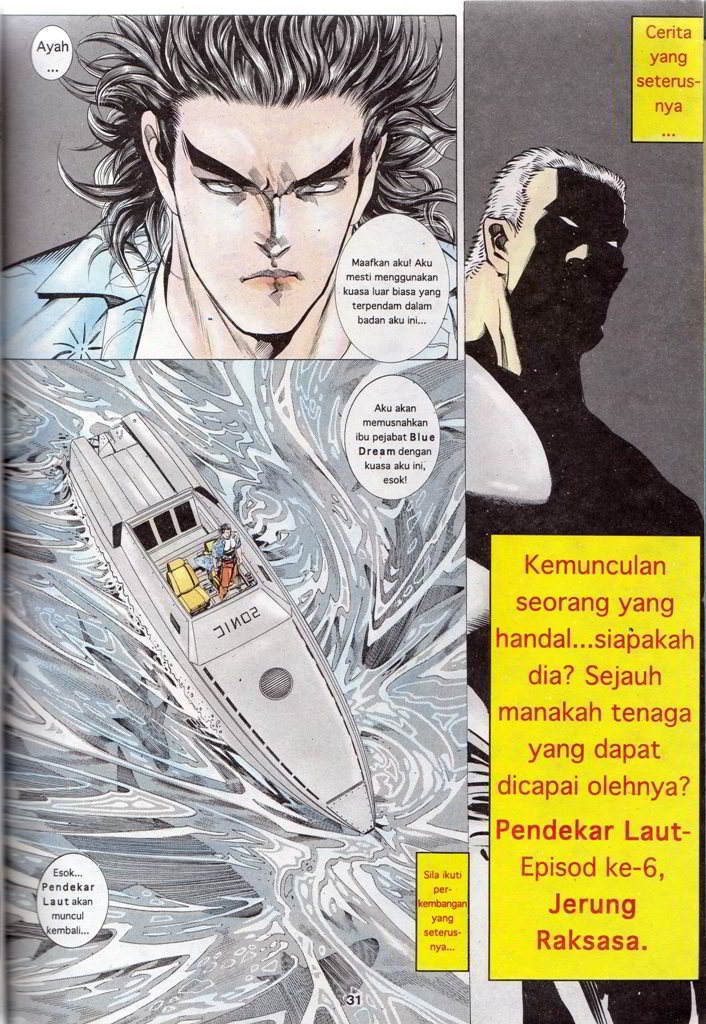 Ayah
...
Maafkan aku! Aku
mesti menggunakan
kuasa luar biasa yang
terpendam dalam
badan aku ini...
Aku akan
memusnahkan
ibu pejabat Blue
Dream dengan
kuasa aku ini,
esok!
SONIC
Esok...
Pendekar
Laut akan
muncul
kembali...
Sila ikuti
per-
kembangan
yang
seterus-
nya...
31
Cerita
yang
seterus-
nya
...
Kemunculan
seorang yang
handal...siapakah
dia? Sejauh
manakah tenaga
yang dapat
dicapai olehnya?
Pendekar Laut-
Episod ke-6,
Jerung
Raksasa.